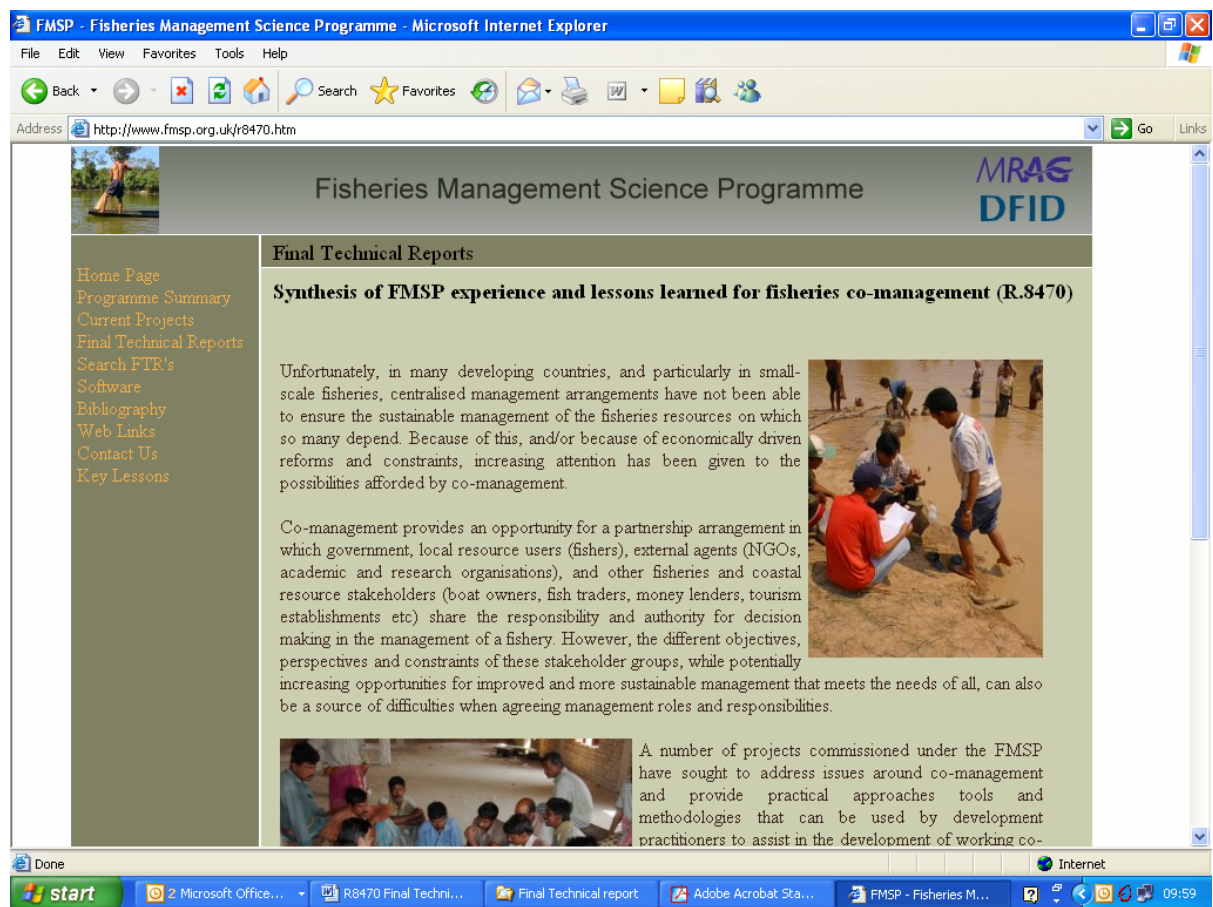 FMSP - Fisheries Management Science Programme - Microsoft Internet Explorer
File Edit View Favorites Tools Help
Back Search Favorites
Address http://www.fmsp.org.uk/r8470.htm Go Links
Fisheries Management Science Programme
MRAG
DFID
Final Technical Reports
Home Page
Programme Summary
Current Projects
Final Technical Reports
Search FTR's
Software
Bibliography
Web Links
Contact Us
Key Lessons
Synthesis of FMSP experience and lessons learned for fisheries co-management (R.8470)
Unfortunately, in many developing countries, and particularly in small-
scale fisheries, centralised management arrangements have not been able
to ensure the sustainable management of the fisheries resources on which
so many depend. Because of this, and/or because of economically driven
reforms and constraints, increasing attention has been given to the
possibilities afforded by co-management.
Co-management provides an opportunity for a partnership arrangement in
which government, local resource users (fishers), external agents (NGOs,
academic and research organisations), and other fisheries and coastal
resource stakeholders (boat owners, fish traders, money lenders, tourism
establishments etc) share the responsibility and authority for decision
making in the management of a fishery. However, the different objectives,
perspectives and constraints of these stakeholder groups, while potentially
increasing opportunities for improved and more sustainable management that meets the needs of all, can also
be a source of difficulties when agreeing management roles and responsibilities.
A number of projects commissioned under the FMSP
have sought to address issues around co-management
and provide practical approaches tools and
methodologies that can be used by development
practitioners to assist in the development of working co-
Done Internet
start 2 Microsoft Offic... R8470 Final Techni... Final Technical report Adobe Acrobat Sta... FMSP - Fisheries M... 09:59